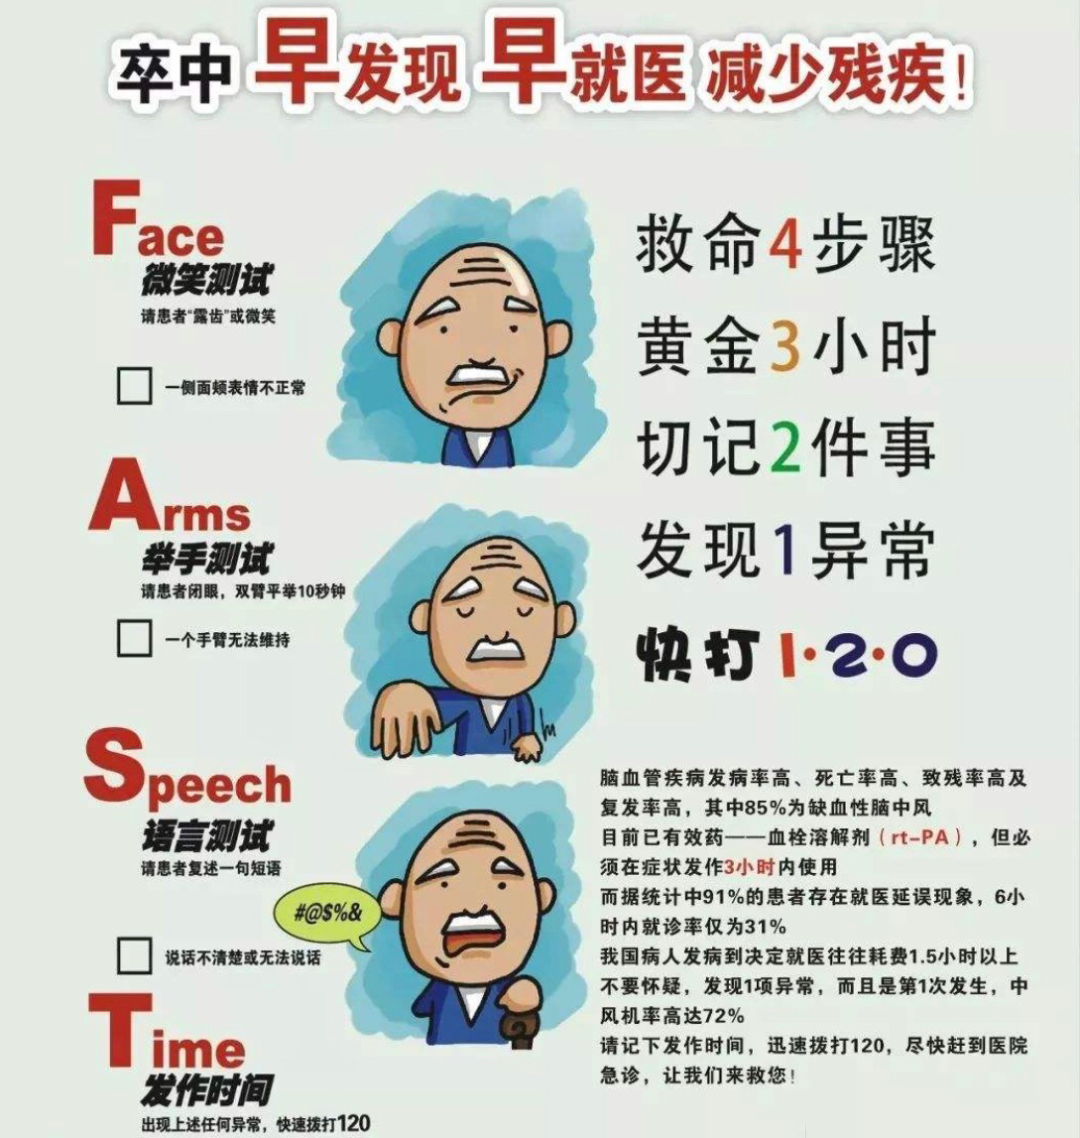 卒中 早发现 早就医 减少残疾!
Face
微笑测试
请患者“露齿”或微笑
一侧面颊表情不正常
Arms
举手测试
请患者闭眼，双臂平举10秒钟
一个手臂无法维持
Speech
语言测试
请患者复述一句短语
#@$%&
说话不清楚或无法说话
Time
发作时间
出现上述任何异常，快速拨打120
救命4步骤
黄金3小时
切记2件事
发现1异常
快打1·2·0
脑血管疾病发病率高、死亡率高、致残率高及
复发率高，其中85%为缺血性脑中风
目前已有效药——血栓溶解剂（rt-PA），但必
须在症状发作3小时内使用
而据统计中91%的患者存在就医延误现象，6小
时内就诊率仅为31%
我国病人发病到决定就医往往耗费1.5小时以上
不要怀疑，发现1项异常，而且是第1次发生，中
风机率高达72%
请记下发作时间，迅速拨打120，尽快赶到医院
急诊，让我们来救您！